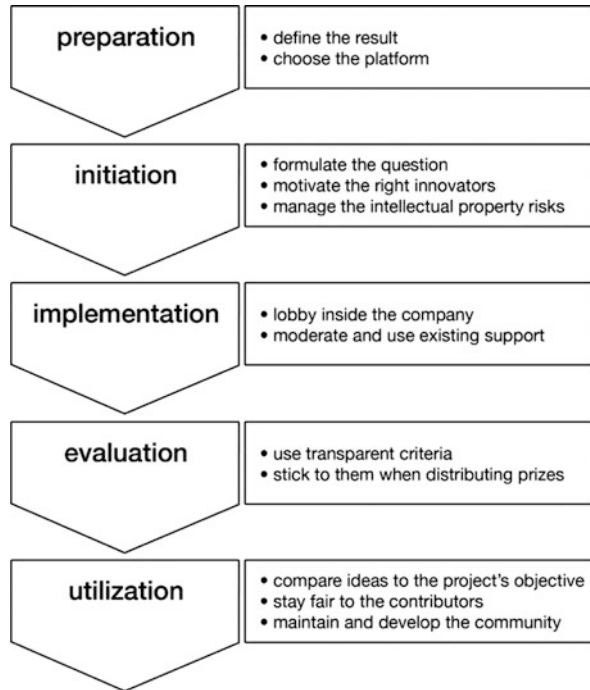 preparation
• define the result
• choose the platform
initiation
• formulate the question
• motivate the right innovators
• manage the intellectual property risks
implementation
• lobby inside the company
• moderate and use existing support
evaluation
• use transparent criteria
• stick to them when distributing prizes
utilization
• compare ideas to the project's objective
• stay fair to the contributors
• maintain and develop the community